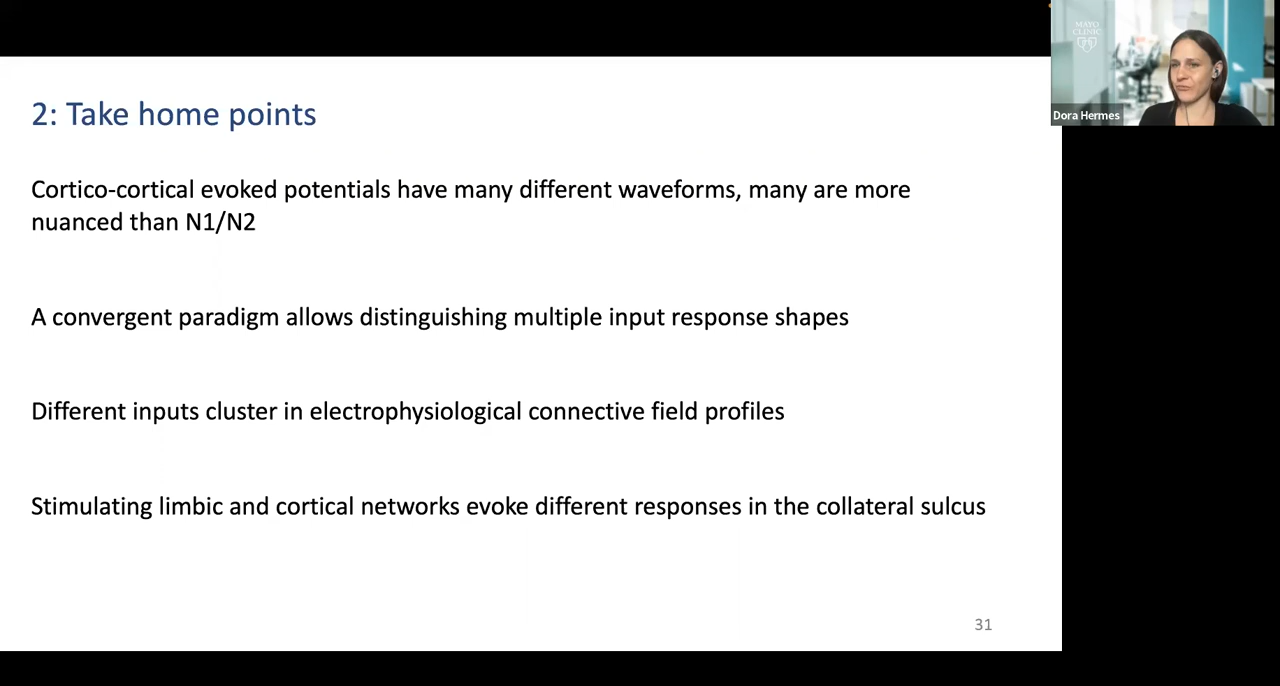 2: Take home points
Cortico-cortical evoked potentials have many different waveforms, many are more
nuanced than N1/N2
A convergent paradigm allows distinguishing multiple input response shapes
Different inputs cluster in electrophysiological connective field profiles
Stimulating limbic and cortical networks evoke different responses in the collateral sulcus
31
MAYO
CLINIC
Dora Hermes